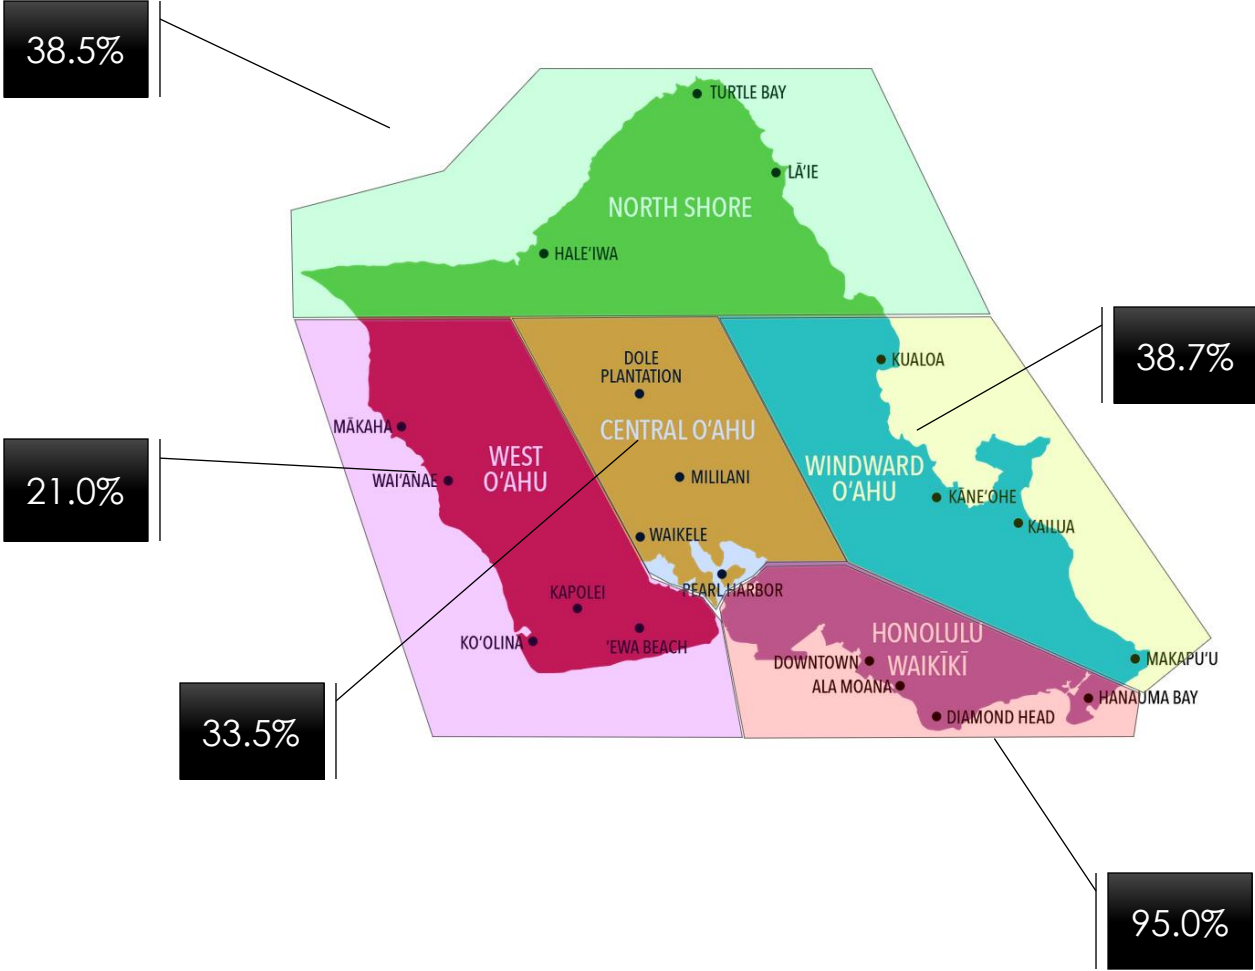 38.5%
TURTLE BAY
LĀ‘IE
NORTH SHORE
HALE‘IWA
38.7%
KUALOA
DOLE
PLANTATION
CENTRAL O‘AHU
MĀKAHA
WEST
O‘AHU
WINDWARD
O‘AHU
21.0%
WAI‘ANAE
MILILANI
KĀNE‘OHE
KAILUA
WAIKELE
PEARL HARBOR
KAPOLEI
KO‘OLINA
‘EWA BEACH
HONOLULU
WAIKĪKĪ
DOWNTOWN
ALA MOANA
MAKAPU‘U
HANAUMA BAY
DIAMOND HEAD
33.5%
95.0%